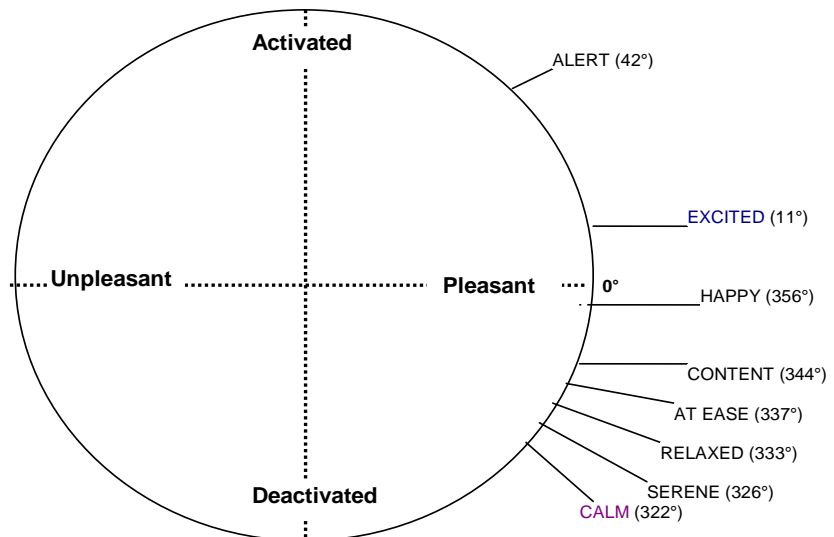 Activated
ALERT (42°)
EXCITED (11°)
Unpleasant
Pleasant
0°
HAPPY (356°)
CONTENT (344°)
AT EASE (337°)
RELAXED (333°)
SERENE (326°)
Deactivated
CALM (322°)